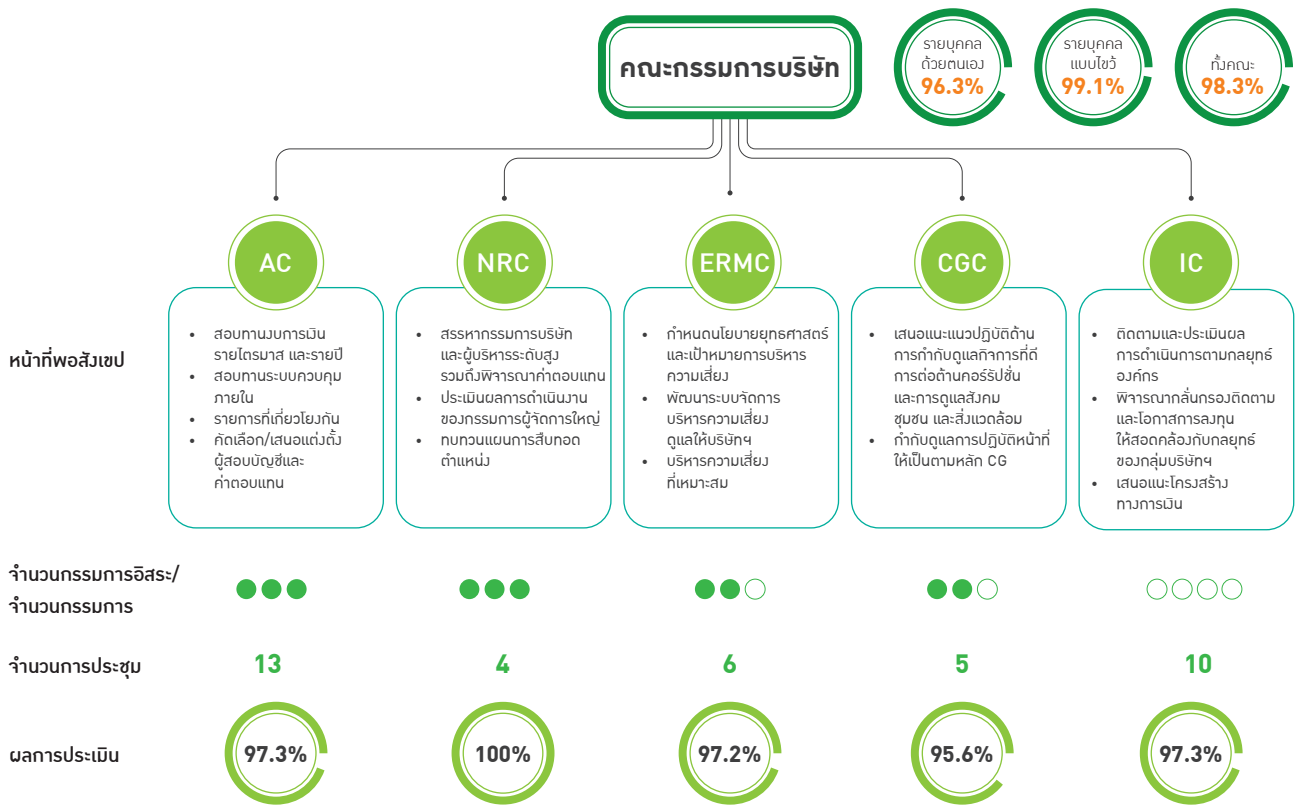 คณะกรรมการบริษัท
รายบุคคล
ด้วยตนเอง
96.3%
รายบุคคล
แบบไขว้
99.1%
ทั้งคณะ
98.3%
AC
NRC
ERMC
CGC
IC
หน้าที่พอสังเขป
• สอบทานงบการเงิน
รายไตรมาส และรายปี
• สอบทานระบบควบคุม
ภายใน
• รายการที่เกี่ยวโยงกัน
• คัดเลือก/เสนอแต่งตั้ง
ผู้สอบบัญชีและ
ค่าตอบแทน
• สรรหากรรมการบริษัท
และผู้บริหารระดับสูง
รวมถึงพิจารณาค่าตอบแทน
• ประเมินผลการดำเนินงาน
ของกรรมการผู้จัดการใหญ่
• ทบทวนแผนการสืบทอด
ตำแหน่ง
• กำหนดนโยบายยุทธศาสตร์
และเป้าหมายการบริหาร
ความเสี่ยง
• พัฒนาระบบจัดการ
บริหารความเสี่ยง
ดูแลให้บริษัทฯ
• บริหารความเสี่ยง
ที่เหมาะสม
• เสนอแนะแนวปฏิบัติด้าน
การกำกับดูแลกิจการที่ดี
การต่อต้านคอร์รัปชั่น
และการดูแลสังคม
ชุมชน และสิ่งแวดล้อม
• กำกับดูแลการปฏิบัติหน้าที่
ให้เป็นตามหลัก CG
• ติดตามและประเมินผล
การดำเนินการตามกลยุทธ์
องค์กร
• พิจารณากลั่นกรองติดตาม
และโอกาสการลงทุน
ให้สอดคล้องกับกลยุทธ์
ของกลุ่มบริษัทฯ
• เสนอแนะโครงสร้าง
ทางการเงิน
จำนวนกรรมการอิสระ/
จำนวนกรรมการ
จำนวนการประชุม
13
4
6
5
10
ผลการประเมิน
97.3%
100%
97.2%
95.6%
97.3%